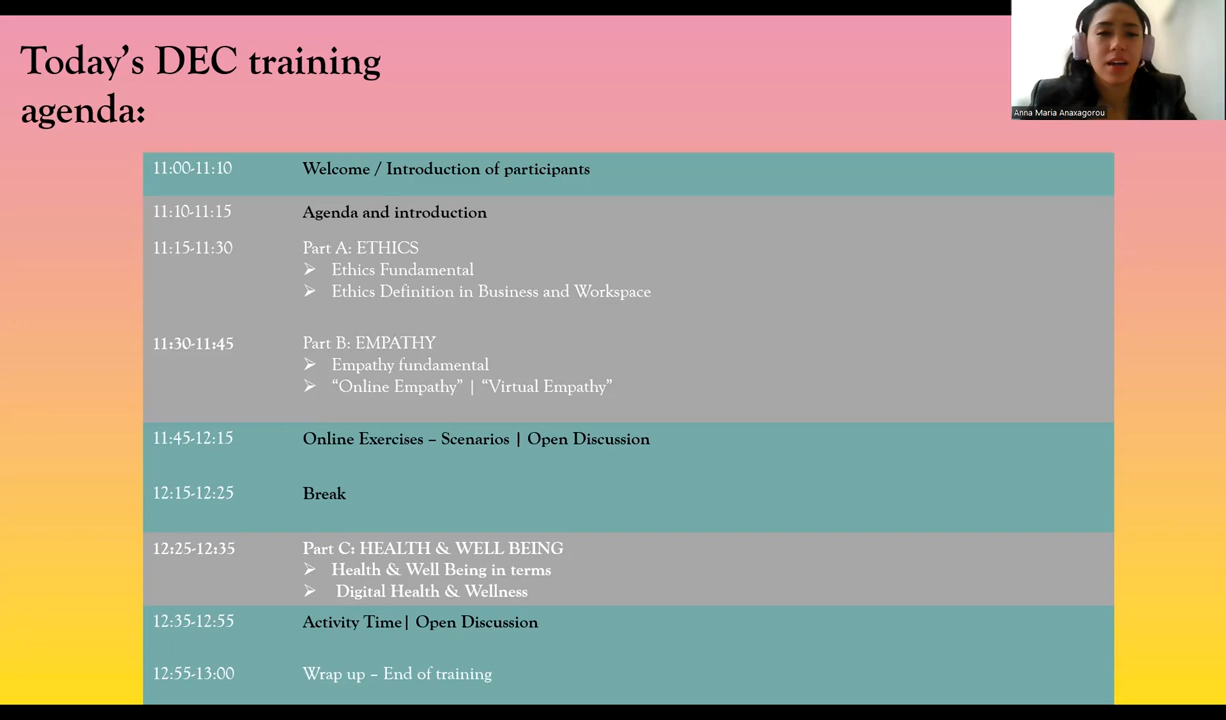 Today's DEC training
agenda:
Anna Maria Anaxagorou
11:00-11:10 Welcome / Introduction of participants
11:10-11:15 Agenda and introduction
11:15-11:30 Part A: ETHICS
➢ Ethics Fundamental
➢ Ethics Definition in Business and Workspace
11:30-11:45 Part B: EMPATHY
➢ Empathy fundamental
➢ “Online Empathy” | “Virtual Empathy”
11:45-12:15 Online Exercises – Scenarios | Open Discussion
12:15-12:25 Break
12:25-12:35 Part C: HEALTH & WELL BEING
➢ Health & Well Being in terms
➢ Digital Health & Wellness
12:35-12:55 Activity Time| Open Discussion
12:55-13:00 Wrap up – End of training